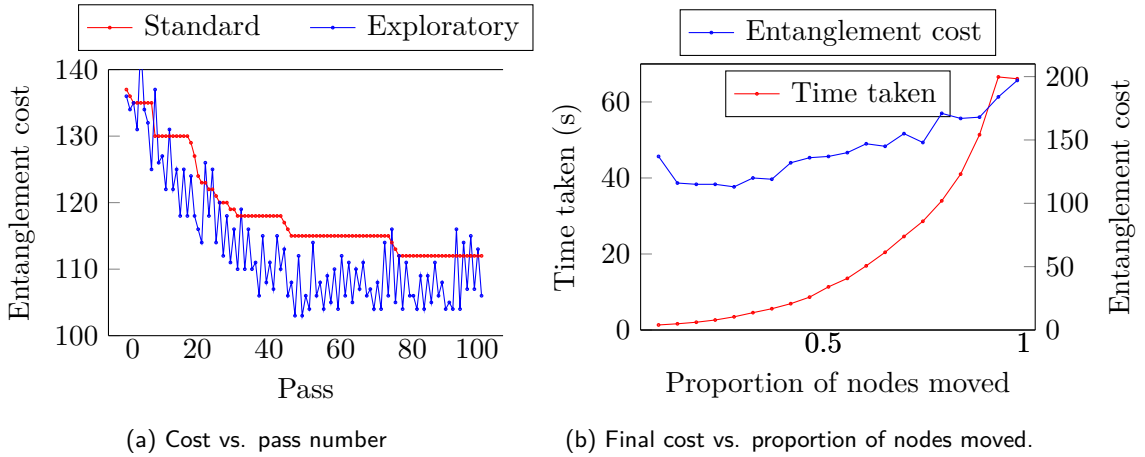 Standard Exploratory
140
130
120
110
100
0 20 40 60 80 100
Entanglement cost
Pass
(a) Cost vs. pass number
Entanglement cost
Time taken
60
40
20
0
200
150
100
50
0
0.5 1
Time taken (s)
Entanglement cost
Proportion of nodes moved
(b) Final cost vs. proportion of nodes moved.